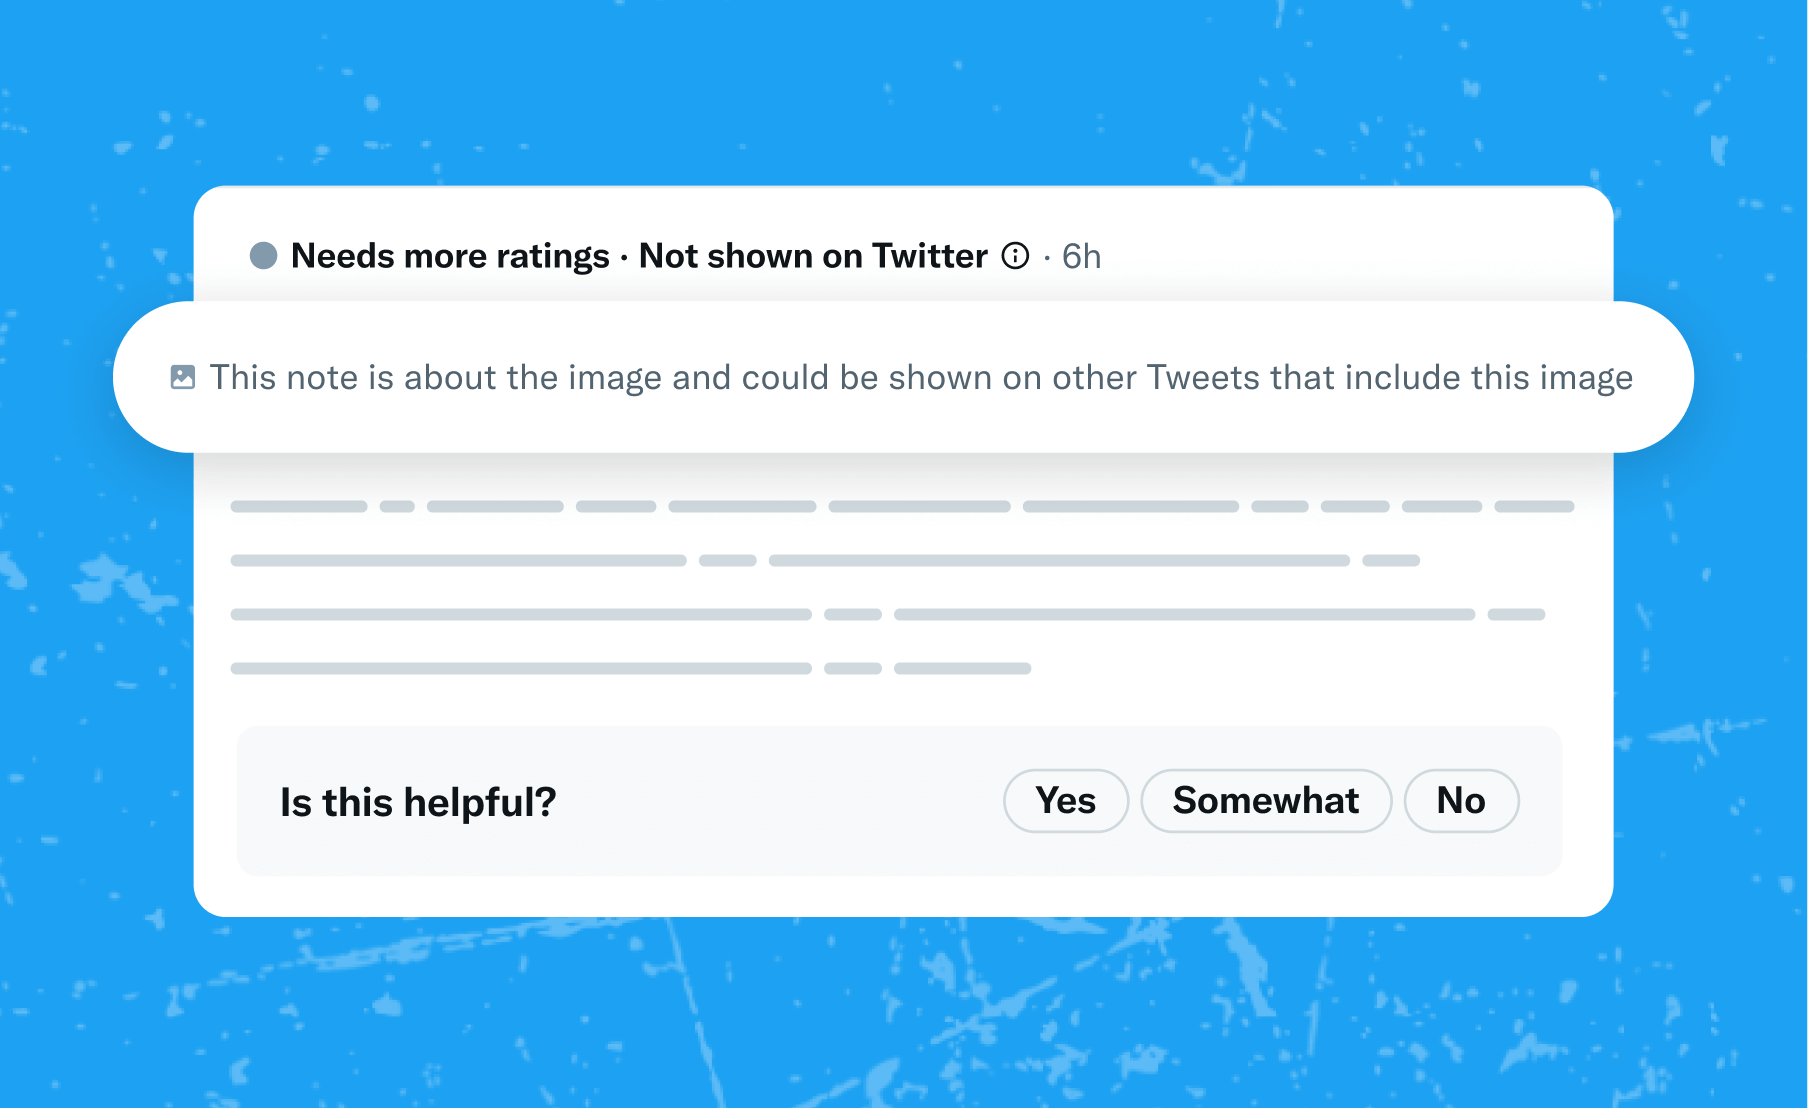 Needs more ratings · Not shown on Twitter · 6h
This note is about the image and could be shown on other Tweets that include this image
Is this helpful? Yes Somewhat No